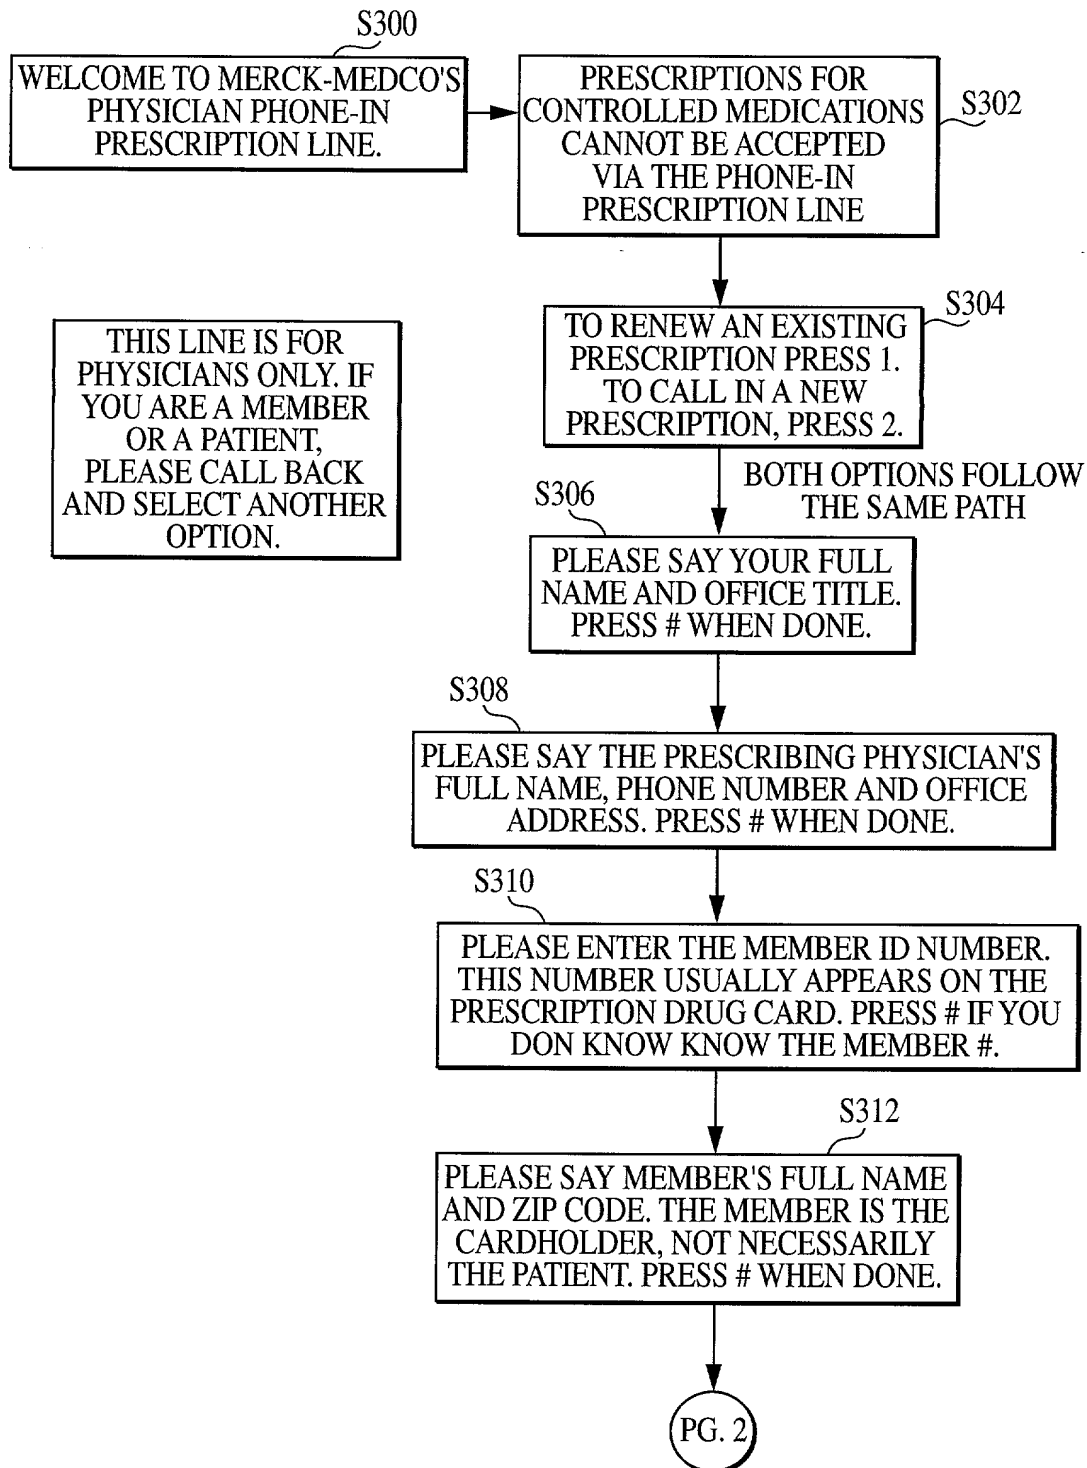 S300
WELCOME TO MERCK-MEDCO'S
PHYSICIAN PHONE-IN
PRESCRIPTION LINE.
PRESCRIPTIONS FOR
CONTROLLED MEDICATIONS
CANNOT BE ACCEPTED
VIA THE PHONE-IN
PRESCRIPTION LINE
S302
THIS LINE IS FOR
PHYSICIANS ONLY. IF
YOU ARE A MEMBER
OR A PATIENT,
PLEASE CALL BACK
AND SELECT ANOTHER
OPTION.
S304
TO RENEW AN EXISTING
PRESCRIPTION PRESS 1.
TO CALL IN A NEW
PRESCRIPTION, PRESS 2.
BOTH OPTIONS FOLLOW
THE SAME PATH
S306
PLEASE SAY YOUR FULL
NAME AND OFFICE TITLE.
PRESS # WHEN DONE.
S308
PLEASE SAY THE PRESCRIBING PHYSICIAN'S
FULL NAME, PHONE NUMBER AND OFFICE
ADDRESS. PRESS # WHEN DONE.
S310
PLEASE ENTER THE MEMBER ID NUMBER.
THIS NUMBER USUALLY APPEARS ON THE
PRESCRIPTION DRUG CARD. PRESS # IF YOU
DON KNOW KNOW THE MEMBER #.
S312
PLEASE SAY MEMBER'S FULL NAME
AND ZIP CODE. THE MEMBER IS THE
CARDHOLDER, NOT NECESSARILY
THE PATIENT. PRESS # WHEN DONE.
PG. 2